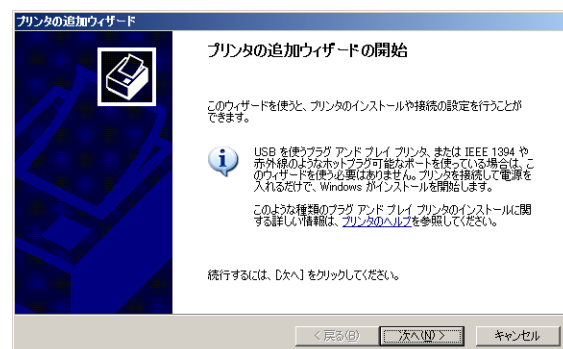 プリンタの追加ウィザード
プリンタの追加ウィザードの開始
このウィザードを使うと、プリンタのインストールや接続の設定を行うことが
できます。
USB を使うプラグ アンド プレイ プリンタ、または IEEE 1394 や
赤外線のようなホットプラグ可能なポートを使っている場合は、こ
のウィザードを使う必要はありません。プリンタを接続して電源を
入れるだけで、Windows がインストールを開始します。
このような種類のプラグ アンド プレイ プリンタのインストールに関
する詳しい情報は、プリンタのヘルプを参照してください。
続行するには、[次へ] をクリックしてください。
< 戻る(B) 次へ(N) > キャンセル